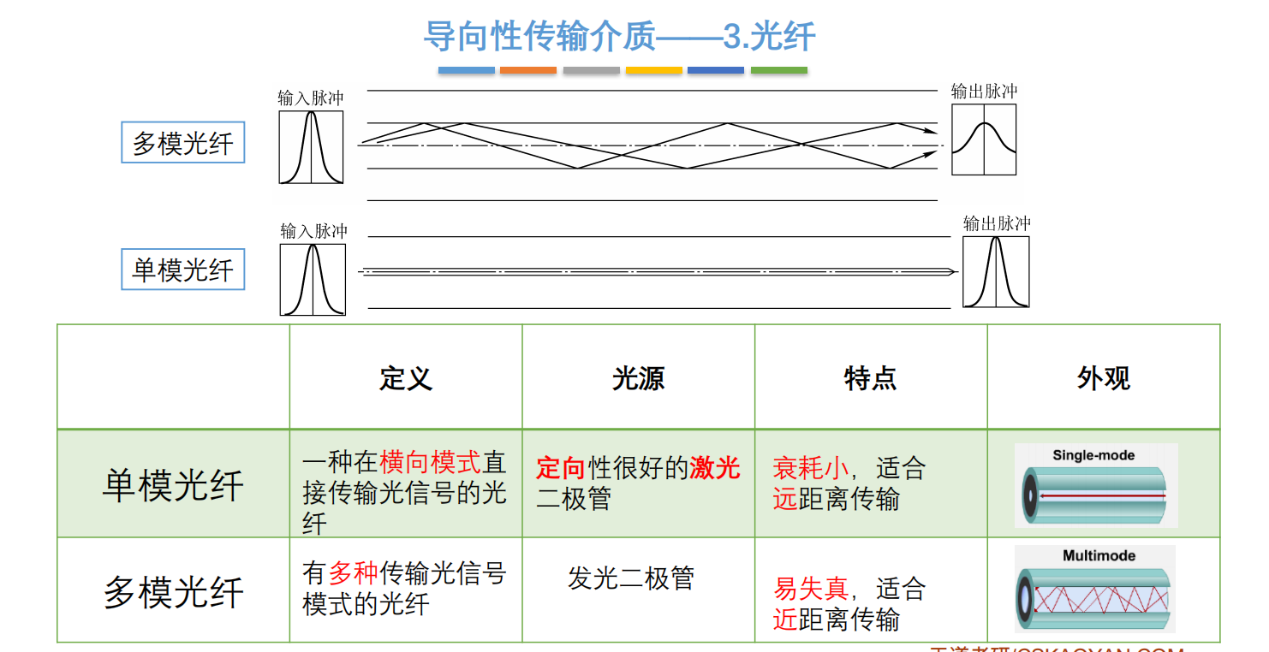 导向性传输介质——3.光纤
输入脉冲
输出脉冲
多模光纤
输入脉冲
输出脉冲
单模光纤
定义
光源
特点
外观
单模光纤
一种在横向模式直
接传输光信号的光
纤
定向性很好的激光
二极管
衰耗小，适合
远距离传输
Single-mode
多模光纤
有多种传输光信号
模式的光纤
发光二极管
易失真，适合
近距离传输
Multimode